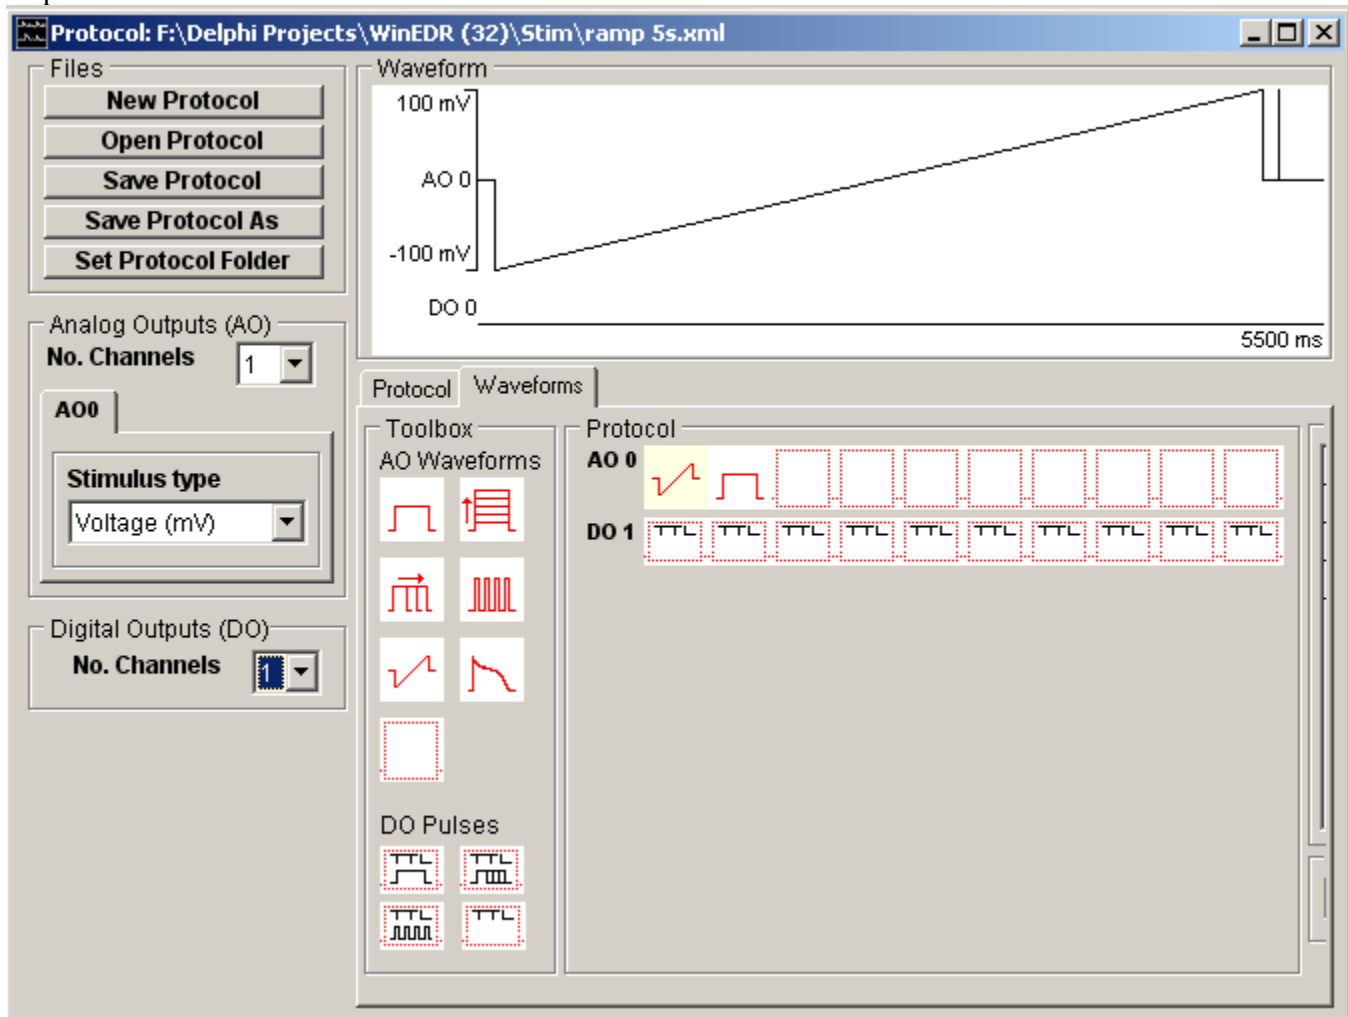 Protocol: F:\Delphi Projects\WinEDR (32)\Stim\ramp 5s.xml
Files
New Protocol
Open Protocol
Save Protocol
Save Protocol As
Set Protocol Folder
Analog Outputs (AO)
No. Channels 1
AO0
Stimulus type
Voltage (mV)
Digital Outputs (DO)
No. Channels 1
Waveform
100 mV
AO 0
-100 mV
DO 0
5500 ms
Protocol Waveforms
Toolbox
AO Waveforms
DO Pulses
TTL TTL
TTL TTL
Protocol
AO 0
DO 1 TTL TTL TTL TTL TTL TTL TTL TTL TTL TTL